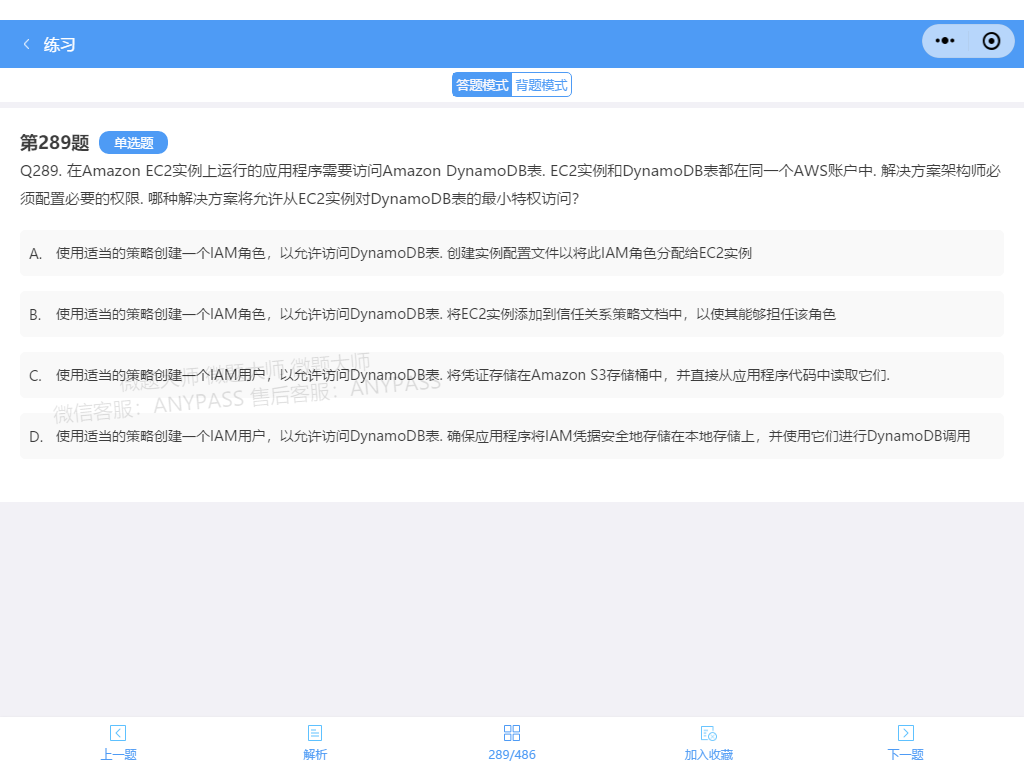 练习
答题模式 背题模式
第289题 单选题
Q289. 在Amazon EC2实例上运行的应用程序需要访问Amazon DynamoDB表. EC2实例和DynamoDB表都在同一个AWS账户中. 解决方案架构师必
须配置必要的权限. 哪种解决方案将允许从EC2实例对DynamoDB表的最小特权访问?
A. 使用适当的策略创建一个IAM角色，以允许访问DynamoDB表. 创建实例配置文件以将此IAM角色分配给EC2实例
B. 使用适当的策略创建一个IAM角色，以允许访问DynamoDB表. 将EC2实例添加到信任关系策略文档中，以使其能够担任该角色
微题大师 微题大师 微题大师
C. 使用适当的策略创建一个IAM用户，以允许访问DynamoDB表. 将凭证存储在Amazon S3存储桶中，并直接从应用程序代码中读取它们.
微信客服：ANYPASS 售后客服：ANYPASS
D. 使用适当的策略创建一个IAM用户，以允许访问DynamoDB表. 确保应用程序将IAM凭据安全地存储在本地存储上，并使用它们进行DynamoDB调用
上一题 解析 289/486 加入收藏 下一题